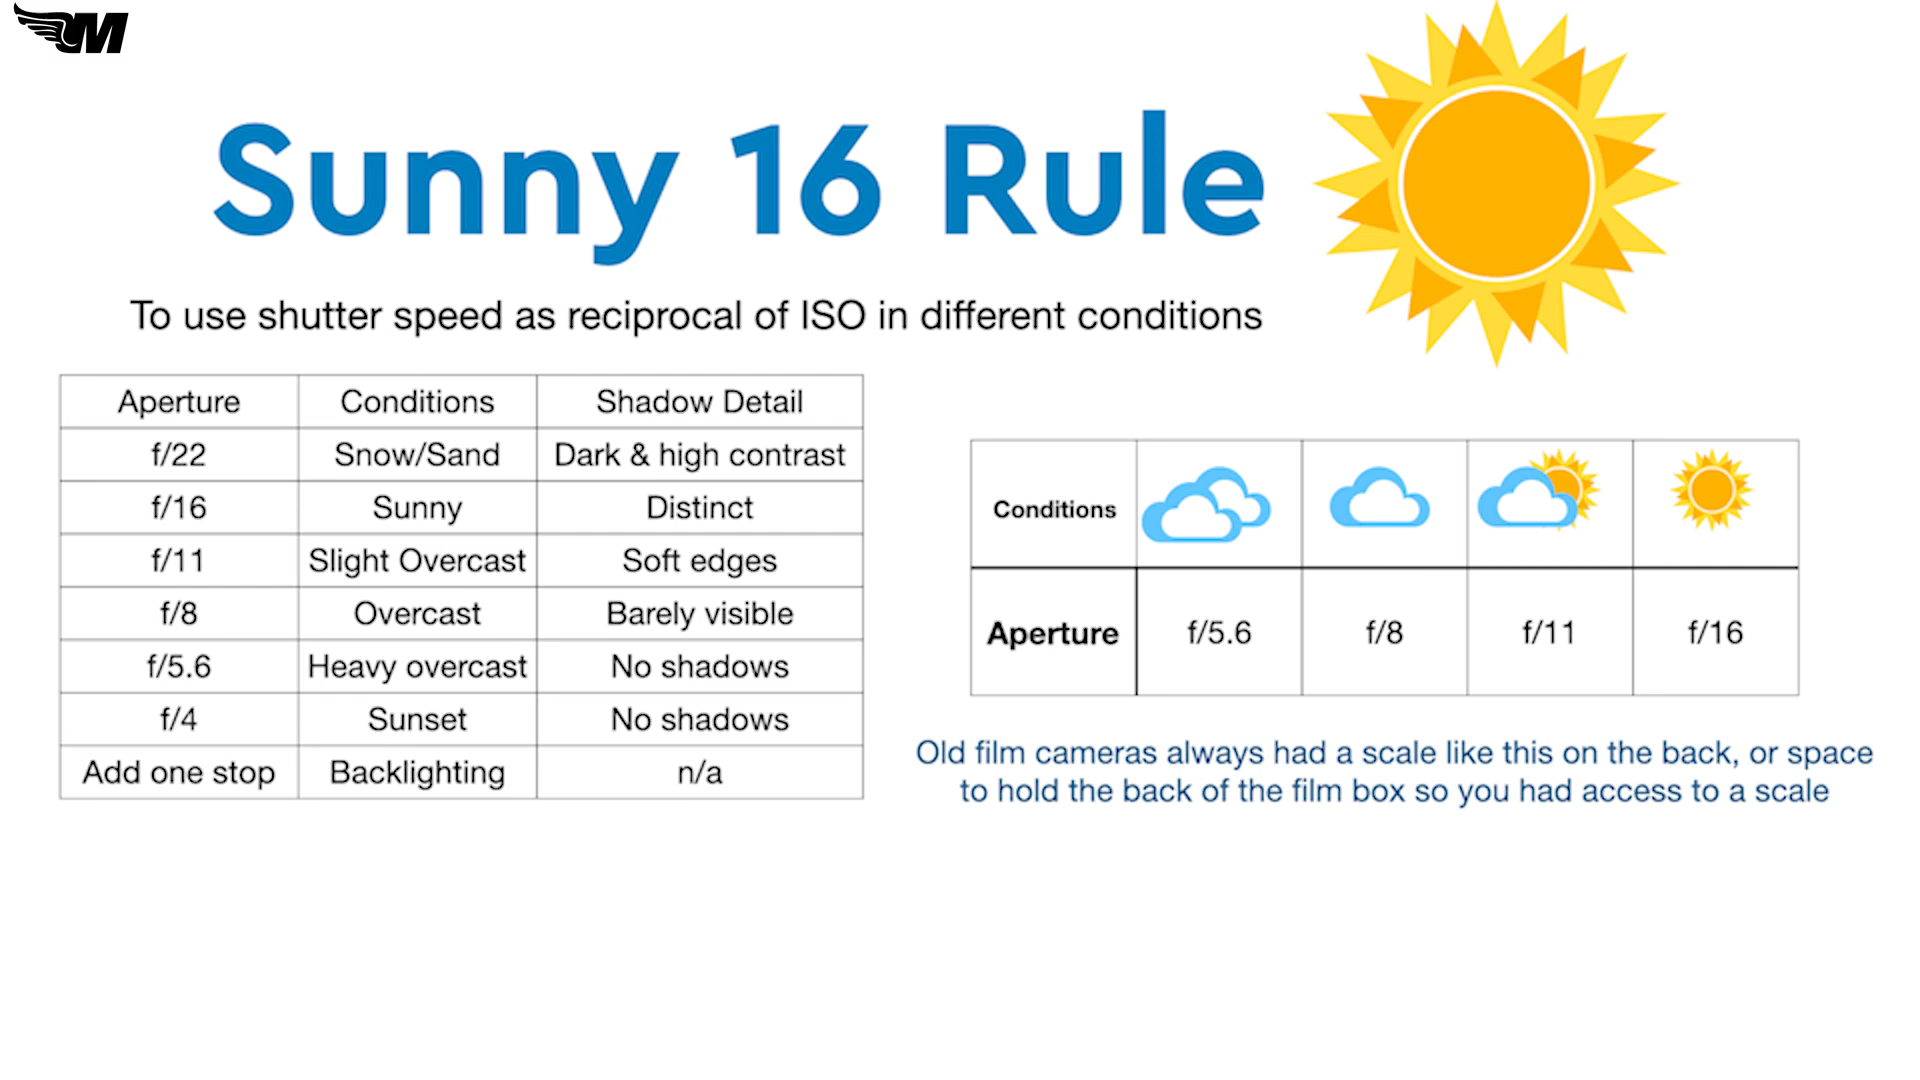 M
Sunny 16 Rule
To use shutter speed as reciprocal of ISO in different conditions
Aperture Conditions Shadow Detail
f/22 Snow/Sand Dark & high contrast
f/16 Sunny Distinct
f/11 Slight Overcast Soft edges
f/8 Overcast Barely visible
f/5.6 Heavy overcast No shadows
f/4 Sunset No shadows
Add one stop Backlighting n/a
Conditions
Aperture f/5.6 f/8 f/11 f/16
Old film cameras always had a scale like this on the back, or space
to hold the back of the film box so you had access to a scale